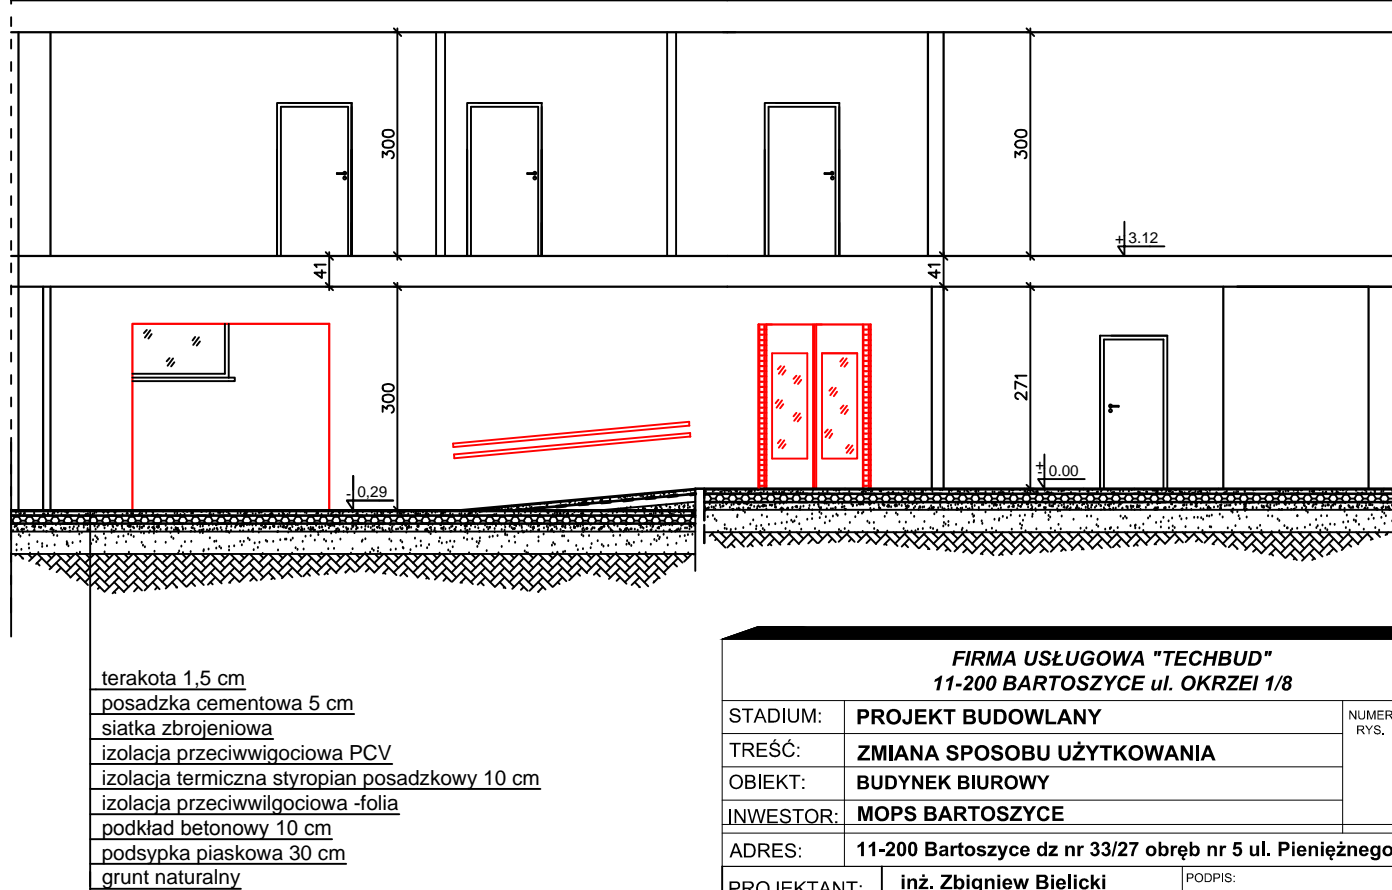 300
300
+ 3.12
41
41
300
271
- 0,29
± 0.00
terakota 1,5 cm
posadzka cementowa 5 cm
siatka zbrojeniowa
izolacja przeciwwigociowa PCV
izolacja termiczna styropian posadzkowy 10 cm
izolacja przeciwwilgociowa -folia
podkład betonowy 10 cm
podsypka piaskowa 30 cm
grunt naturalny
FIRMA USŁUGOWA "TECHBUD"
11-200 BARTOSZYCE ul. OKRZEI 1/8
STADIUM: PROJEKT BUDOWLANY
NUMER
RYS.
TREŚĆ: ZMIANA SPOSOBU UŻYTKOWANIA
OBIEKT: BUDYNEK BIUROWY
INWESTOR: MOPS BARTOSZYCE
ADRES: 11-200 Bartoszyce dz nr 33/27 obręb nr 5 ul. Pieniężnego
PROJEKTANT: inż. Zbigniew Bielicki PODPIS: